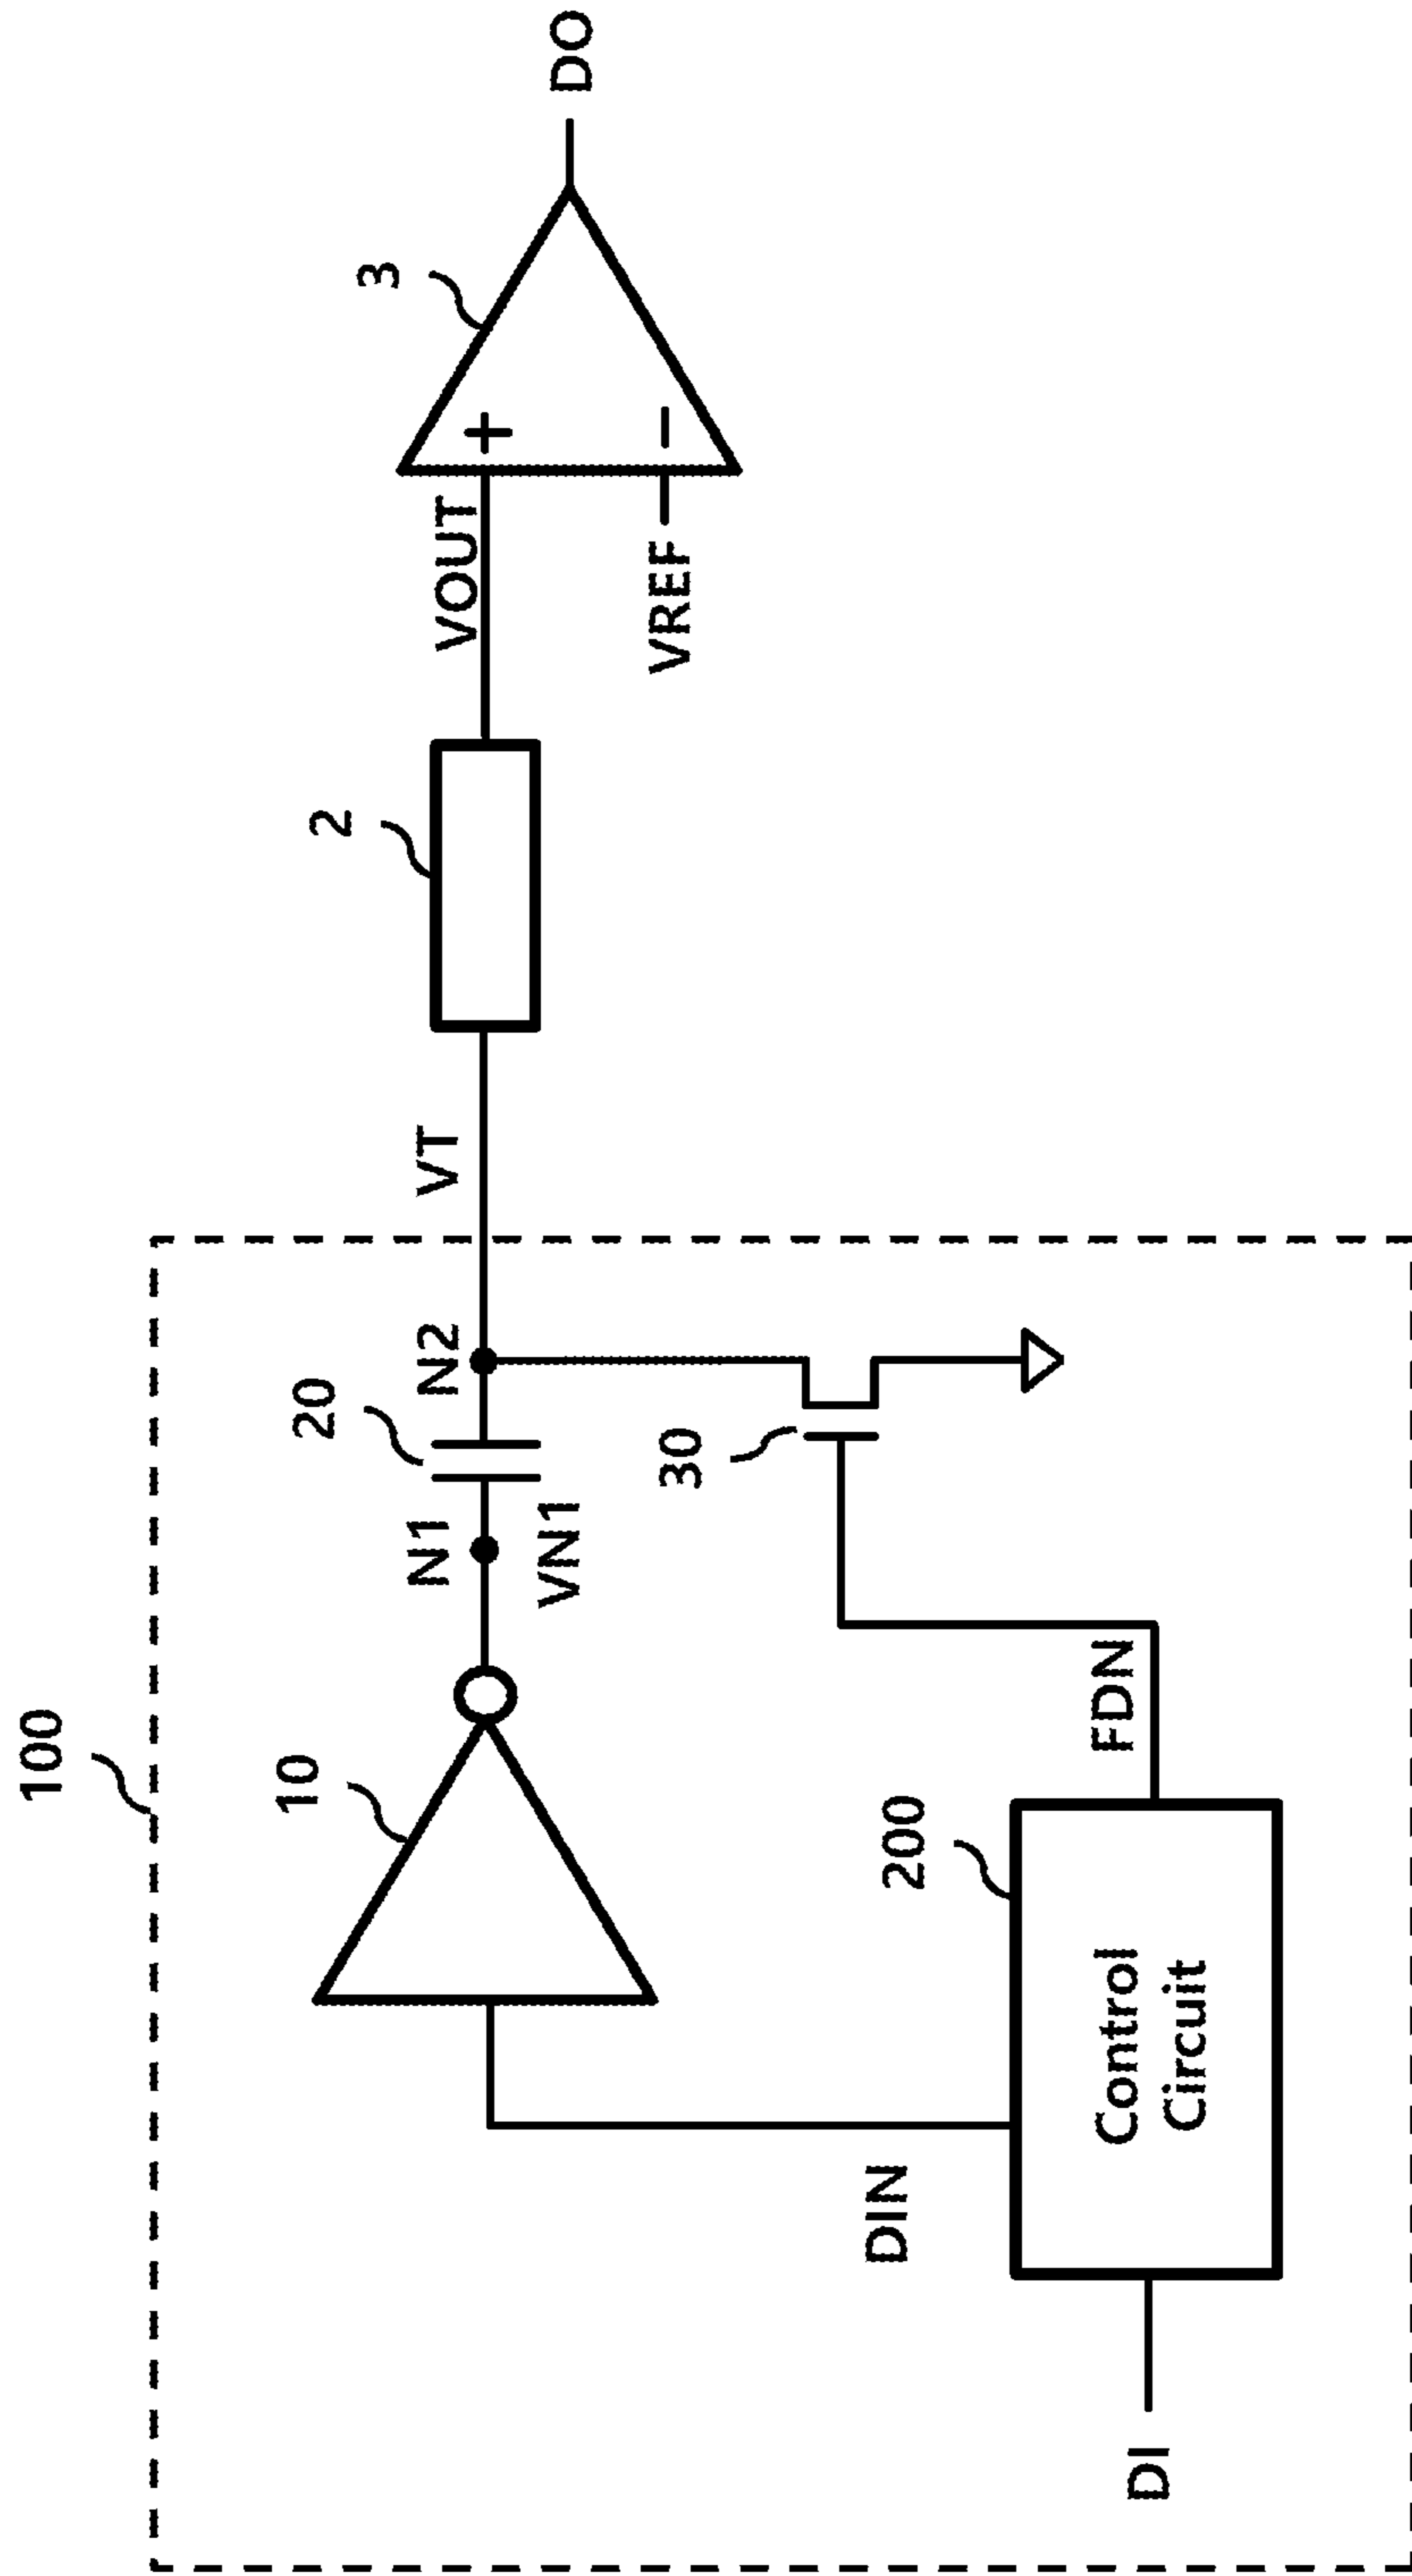 100
10
20
N1
N2
VN1
VT
2
VOUT
3
+
−
VREF
DO
30
DIN
200
FDN
Control
Circuit
DI